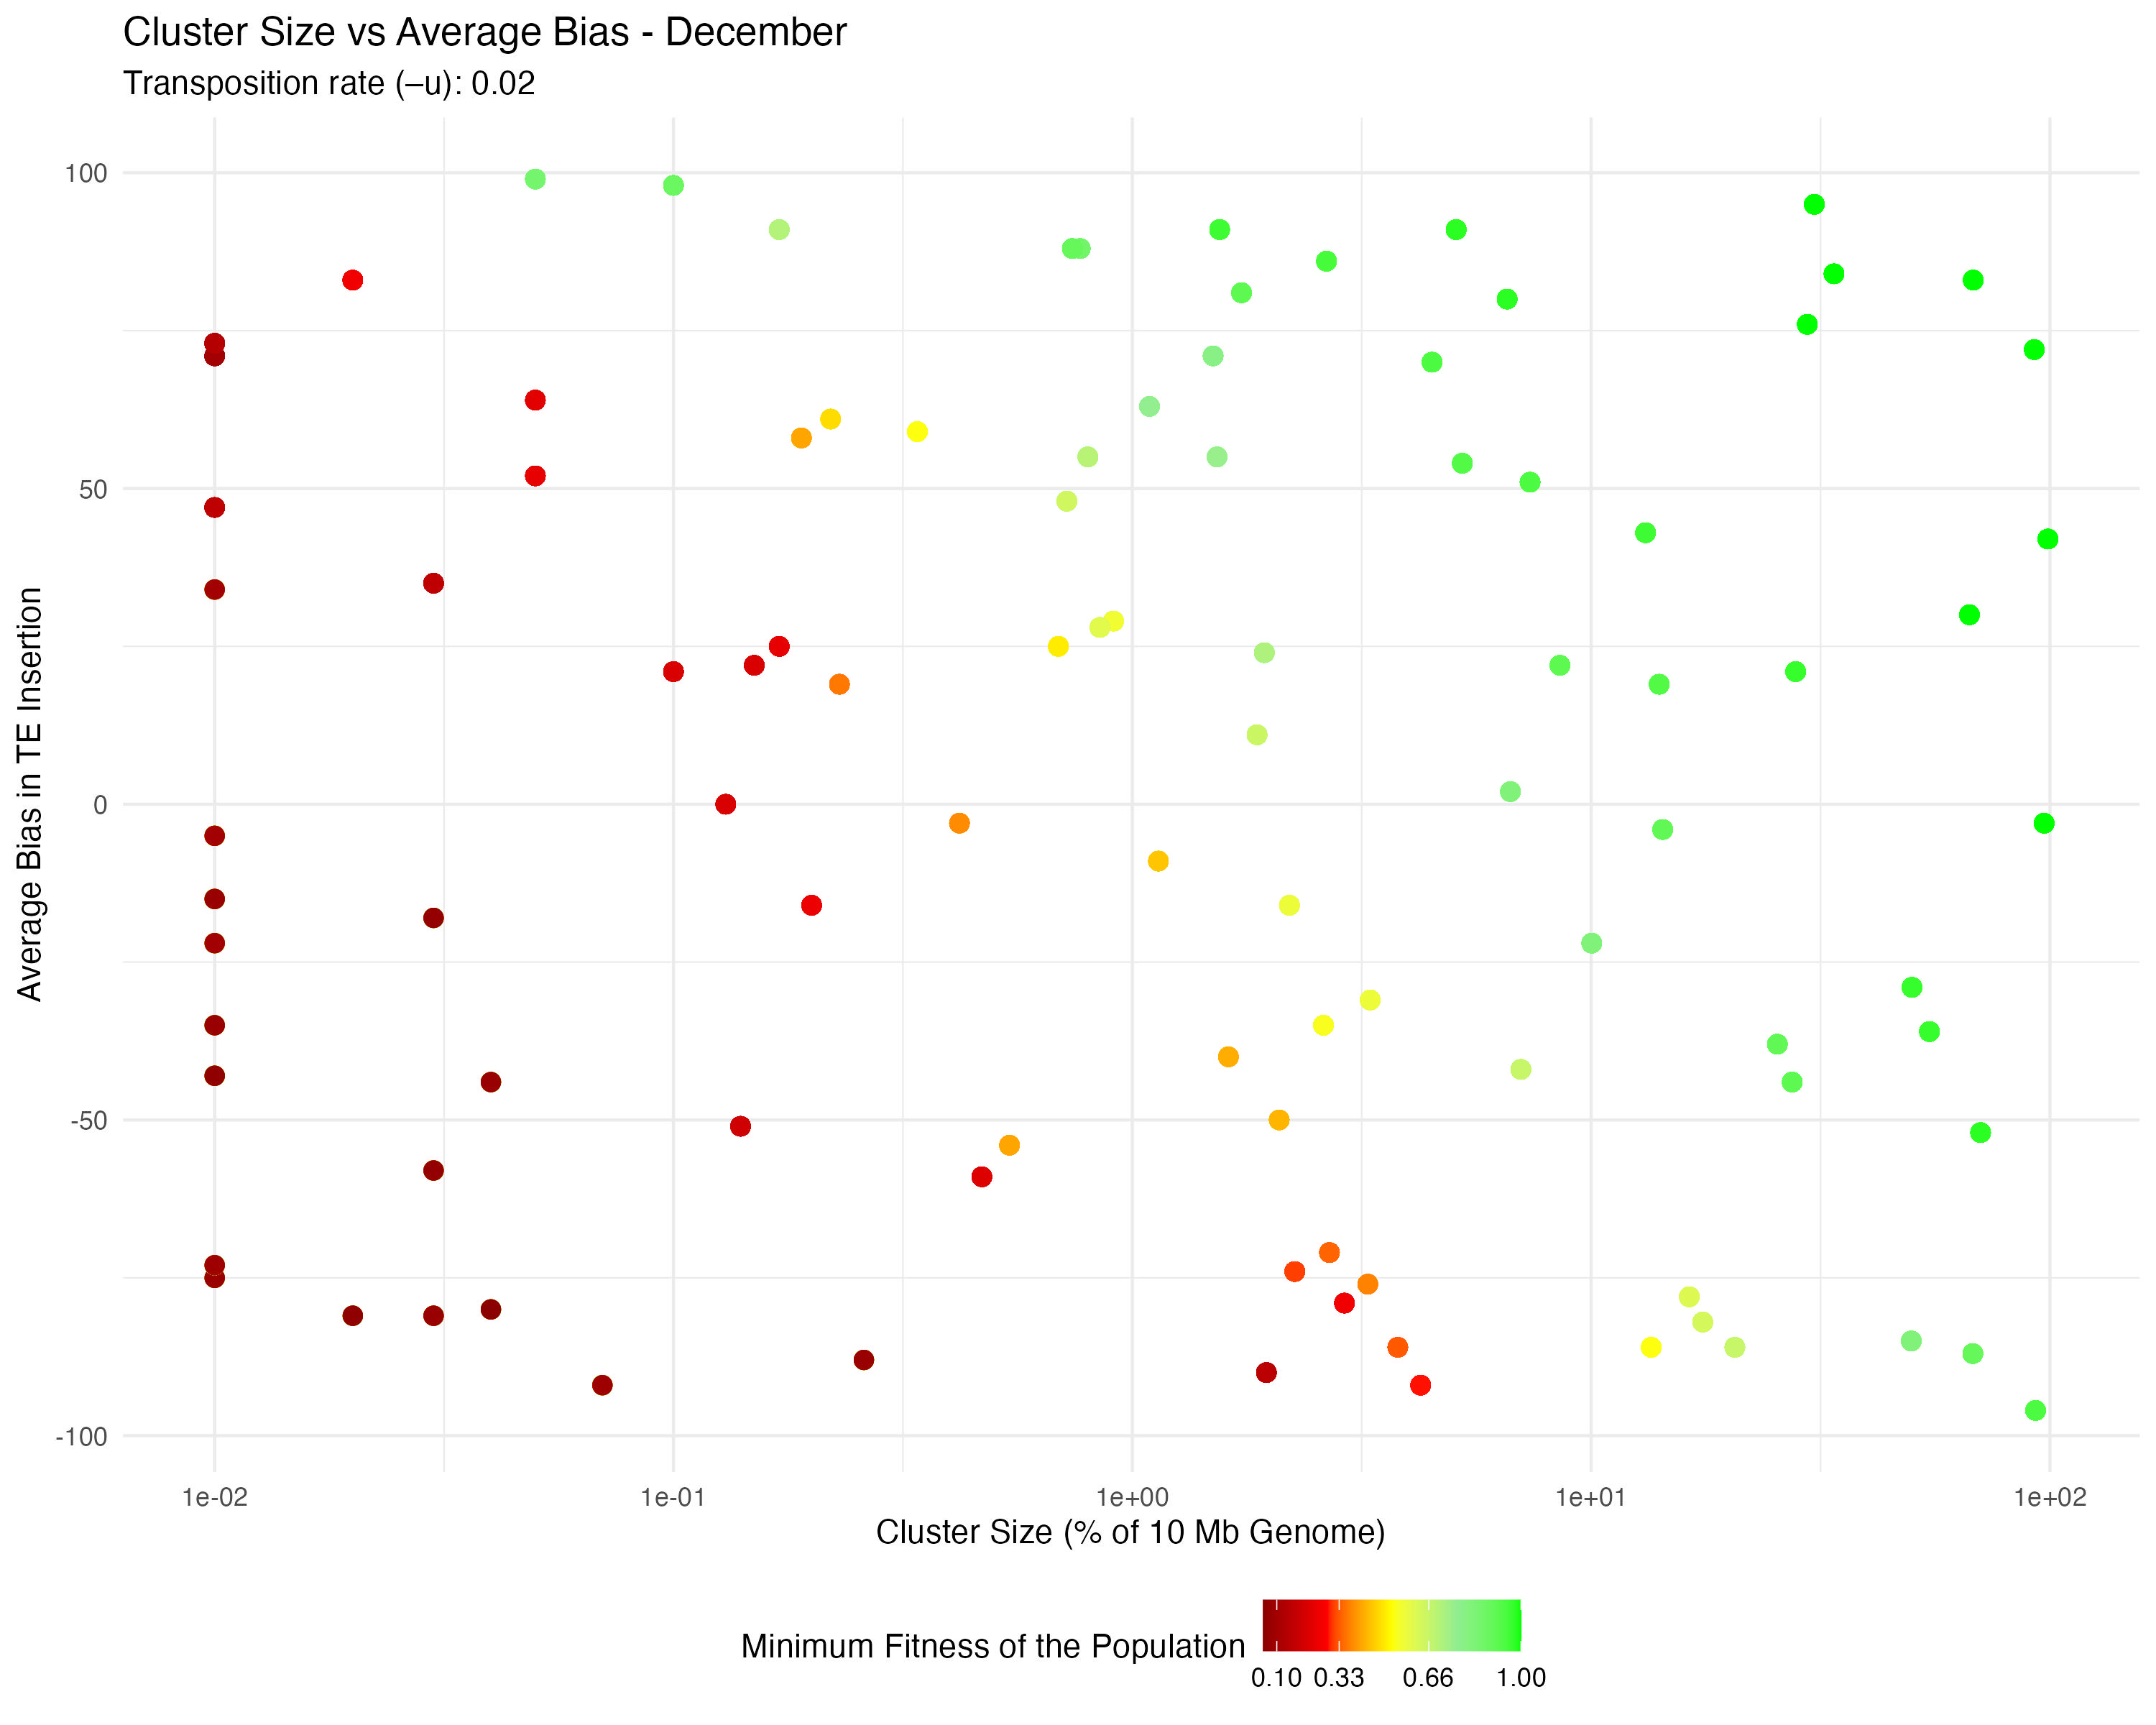 Cluster Size vs Average Bias - December
Transposition rate (−u): 0.02
Average Bias in TE Insertion
100
50
0
-50
-100
1e-02 1e-01 1e+00 1e+01 1e+02
Cluster Size (% of 10 Mb Genome)
Minimum Fitness of the Population
0.10 0.33 0.66 1.00